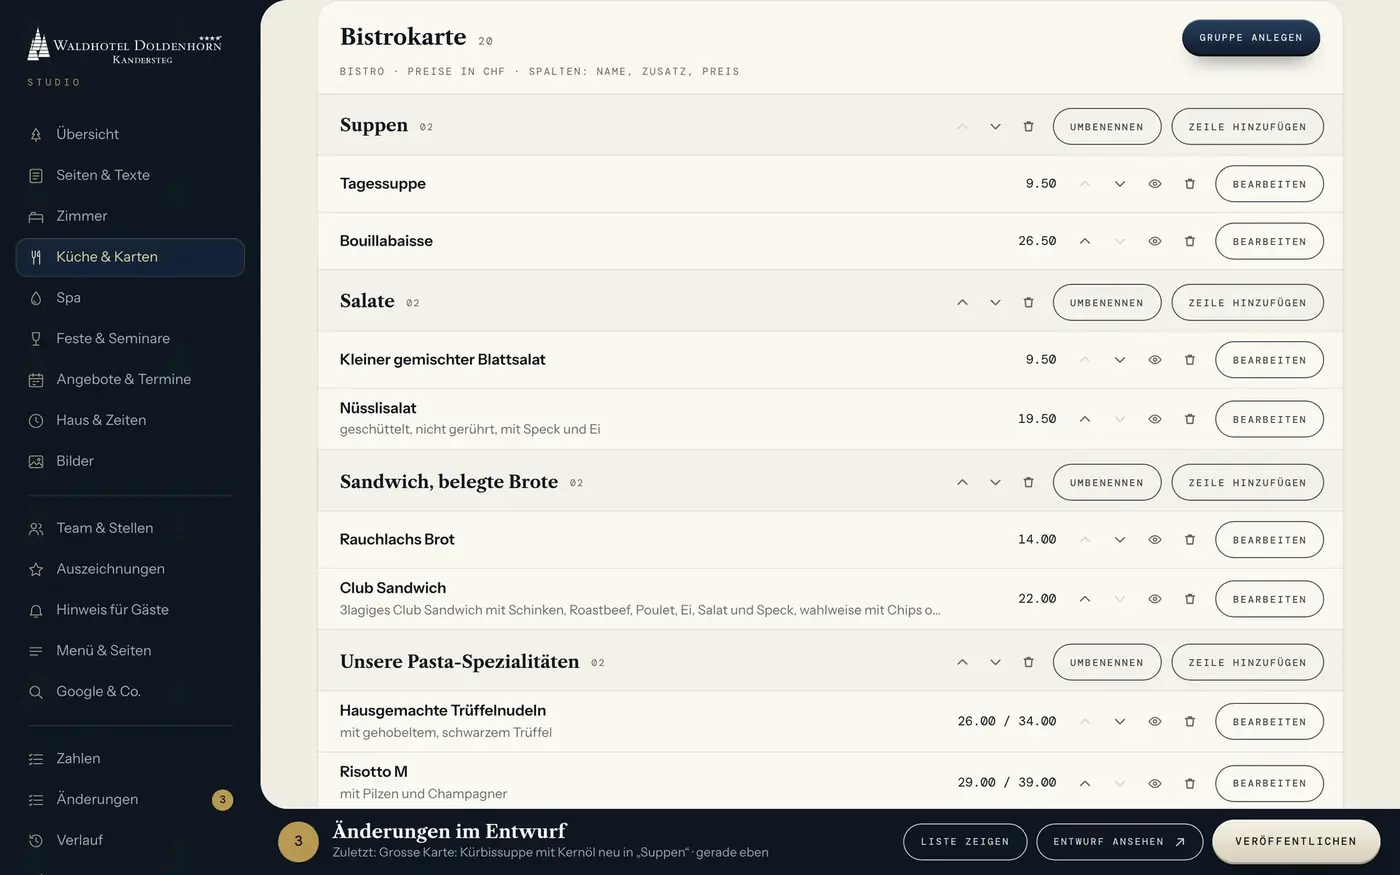 WALDHOTEL DOLDENHORN
KANDERSTEG
STUDIO
Übersicht
Seiten & Texte
Zimmer
Küche & Karten
Spa
Feste & Seminare
Angebote & Termine
Haus & Zeiten
Bilder
Team & Stellen
Auszeichnungen
Hinweis für Gäste
Menü & Seiten
Google & Co.
Zahlen
Änderungen 3
Verlauf
Bistrokarte 20
GRUPPE ANLEGEN
BISTRO · PREISE IN CHF · SPALTEN: NAME, ZUSATZ, PREIS
Suppen 02 UMBENENNEN ZEILE HINZUFÜGEN
Tagessuppe 9.50 BEARBEITEN
Bouillabaisse 26.50 BEARBEITEN
Salate 02 UMBENENNEN ZEILE HINZUFÜGEN
Kleiner gemischter Blattsalat 9.50 BEARBEITEN
Nüsslisalat 19.50 BEARBEITEN
geschüttelt, nicht gerührt, mit Speck und Ei
Sandwich, belegte Brote 02 UMBENENNEN ZEILE HINZUFÜGEN
Rauchlachs Brot 14.00 BEARBEITEN
Club Sandwich 22.00 BEARBEITEN
3lagiges Club Sandwich mit Schinken, Roastbeef, Poulet, Ei, Salat und Speck, wahlweise mit Chips o...
Unsere Pasta-Spezialitäten 02 UMBENENNEN ZEILE HINZUFÜGEN
Hausgemachte Trüffelnudeln 26.00 / 34.00 BEARBEITEN
mit gehobeltem, schwarzem Trüffel
Risotto M 29.00 / 39.00 BEARBEITEN
mit Pilzen und Champagner
3 Änderungen im Entwurf
Zuletzt: Grosse Karte: Kürbissuppe mit Kernöl neu in „Suppen“ · gerade eben
LISTE ZEIGEN ENTWURF ANSEHEN VERÖFFENTLICHEN